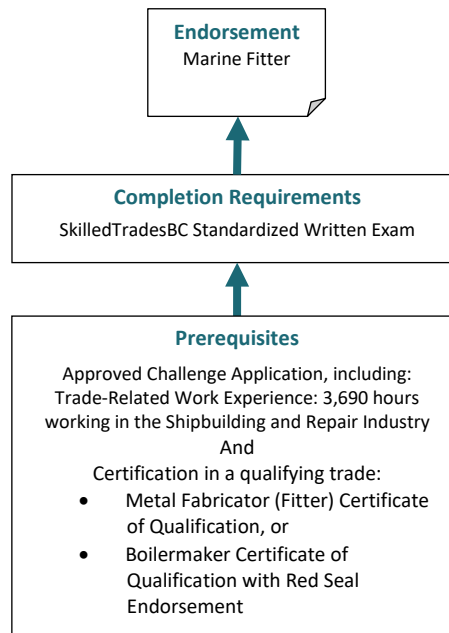 Endorsement
Marine Fitter
Completion Requirements
SkilledTradesBC Standardized Written Exam
Prerequisites
Approved Challenge Application, including:
Trade-Related Work Experience: 3,690 hours
working in the Shipbuilding and Repair Industry
And
Certification in a qualifying trade:
• Metal Fabricator (Fitter) Certificate
of Qualification, or
• Boilermaker Certificate of
Qualification with Red Seal
Endorsement